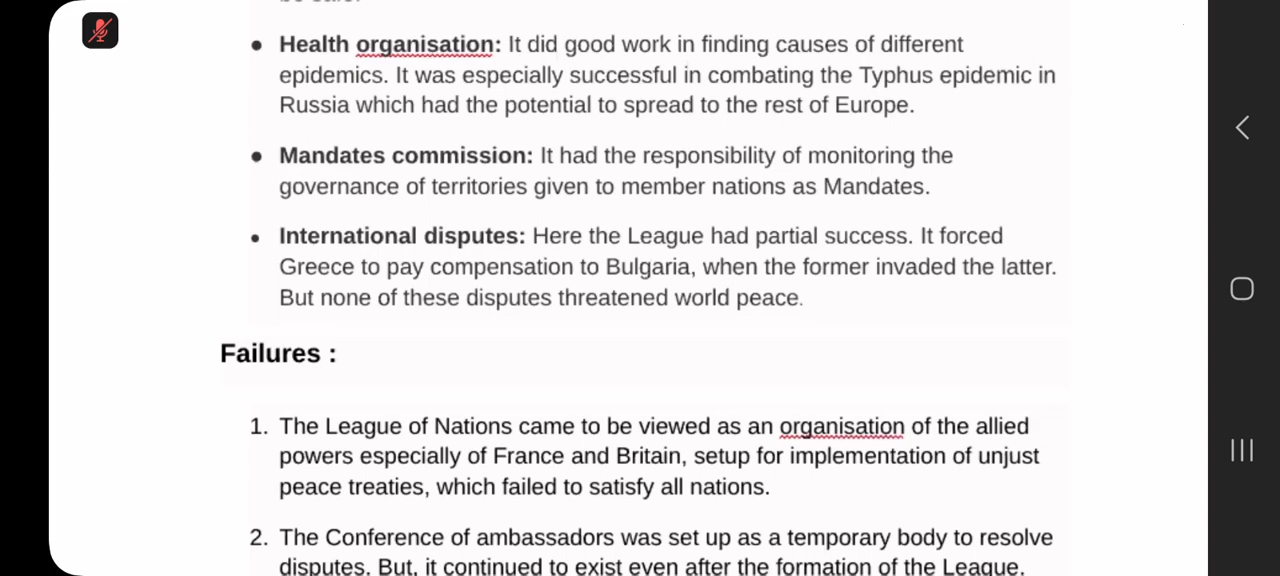 Health organisation: It did good work in finding causes of different
epidemics. It was especially successful in combating the Typhus epidemic in
Russia which had the potential to spread to the rest of Europe.
Mandates commission: It had the responsibility of monitoring the
governance of territories given to member nations as Mandates.
International disputes: Here the League had partial success. It forced
Greece to pay compensation to Bulgaria, when the former invaded the latter.
But none of these disputes threatened world peace.
Failures :
1. The League of Nations came to be viewed as an organisation of the allied
powers especially of France and Britain, setup for implementation of unjust
peace treaties, which failed to satisfy all nations.
2. The Conference of ambassadors was set up as a temporary body to resolve
disputes. But, it continued to exist even after the formation of the League.